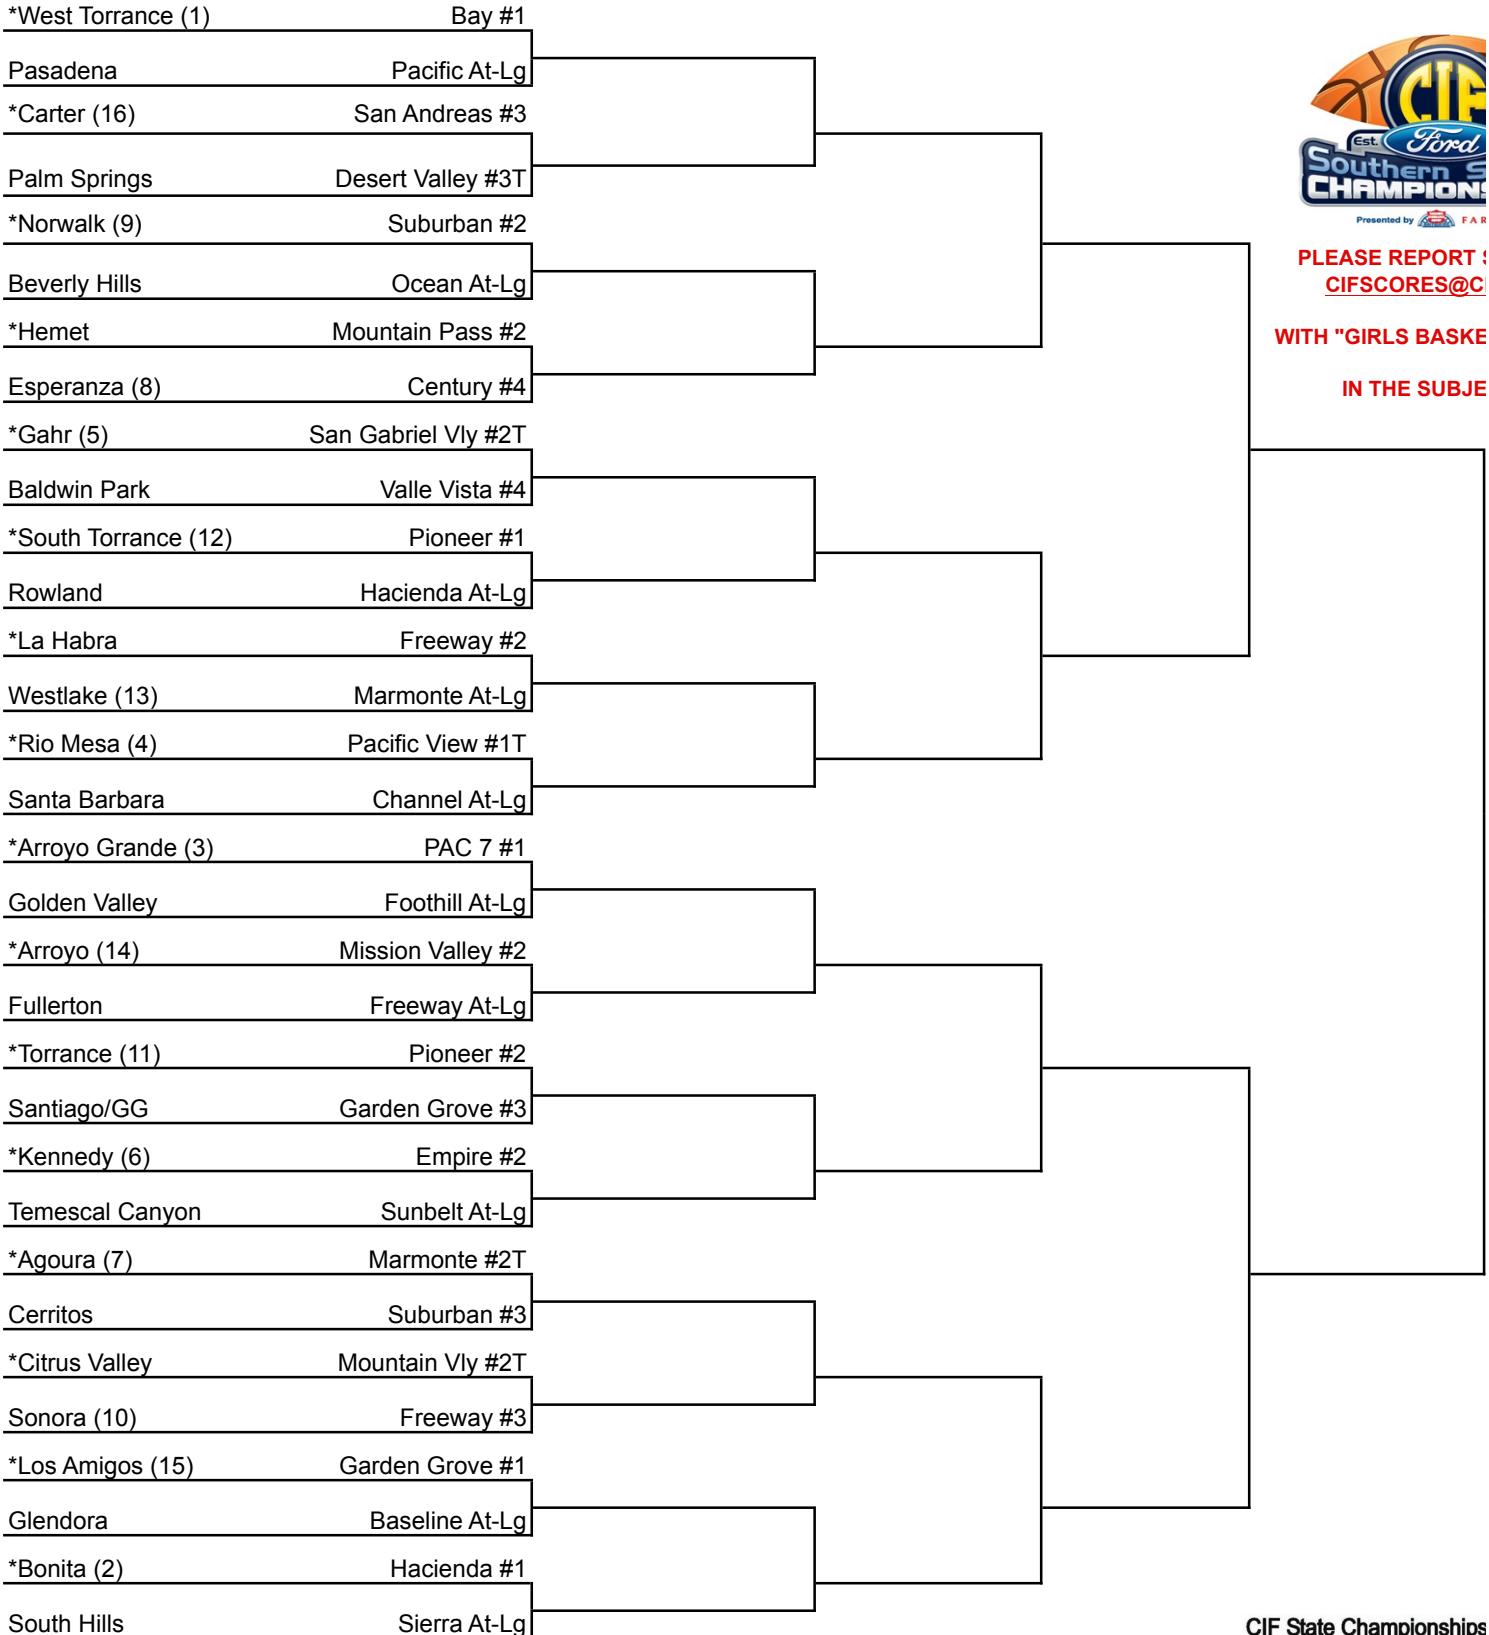 *West Torrance (1) Bay #1
Pasadena Pacific At-Lg
*Carter (16) San Andreas #3
Palm Springs Desert Valley #3T
*Norwalk (9) Suburban #2
Beverly Hills Ocean At-Lg
*Hemet Mountain Pass #2
Esperanza (8) Century #4
*Gahr (5) San Gabriel Vly #2T
Baldwin Park Valle Vista #4
*South Torrance (12) Pioneer #1
Rowland Hacienda At-Lg
*La Habra Freeway #2
Westlake (13) Marmonte At-Lg
*Rio Mesa (4) Pacific View #1T
Santa Barbara Channel At-Lg
*Arroyo Grande (3) PAC 7 #1
Golden Valley Foothill At-Lg
*Arroyo (14) Mission Valley #2
Fullerton Freeway At-Lg
*Torrance (11) Pioneer #2
Santiago/GG Garden Grove #3
*Kennedy (6) Empire #2
Temescal Canyon Sunbelt At-Lg
*Agoura (7) Marmonte #2T
Cerritos Suburban #3
*Citrus Valley Mountain Vly #2T
Sonora (10) Freeway #3
*Los Amigos (15) Garden Grove #1
Glendora Baseline At-Lg
*Bonita (2) Hacienda #1
South Hills Sierra At-Lg
CIF
Est. Ford
Southern S
CHAMPIONS
Presented by FAR
PLEASE REPORT S
CIFSCORES@CI
WITH "GIRLS BASKE
IN THE SUBJE
CIF State Championships